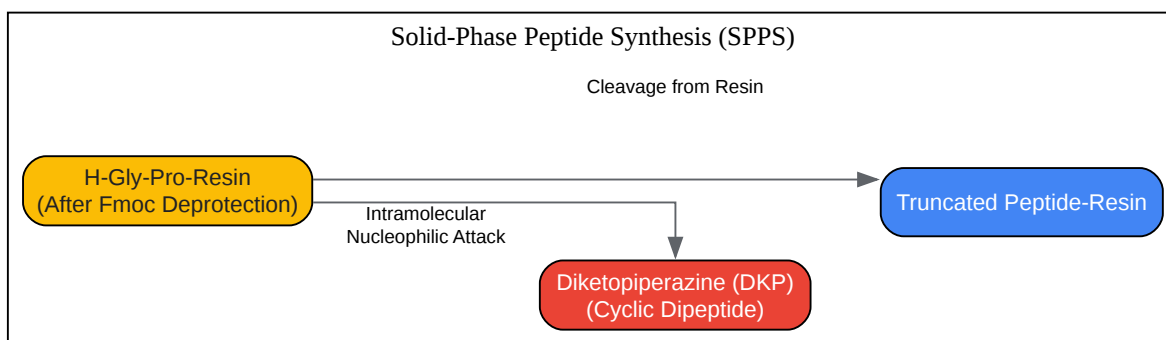 Solid-Phase Peptide Synthesis (SPPS)
Cleavage from Resin
H-Gly-Pro-Resin
(After Fmoc Deprotection)
Truncated Peptide-Resin
Intramolecular
Nucleophilic Attack
Diketopiperazine (DKP)
(Cyclic Dipeptide)